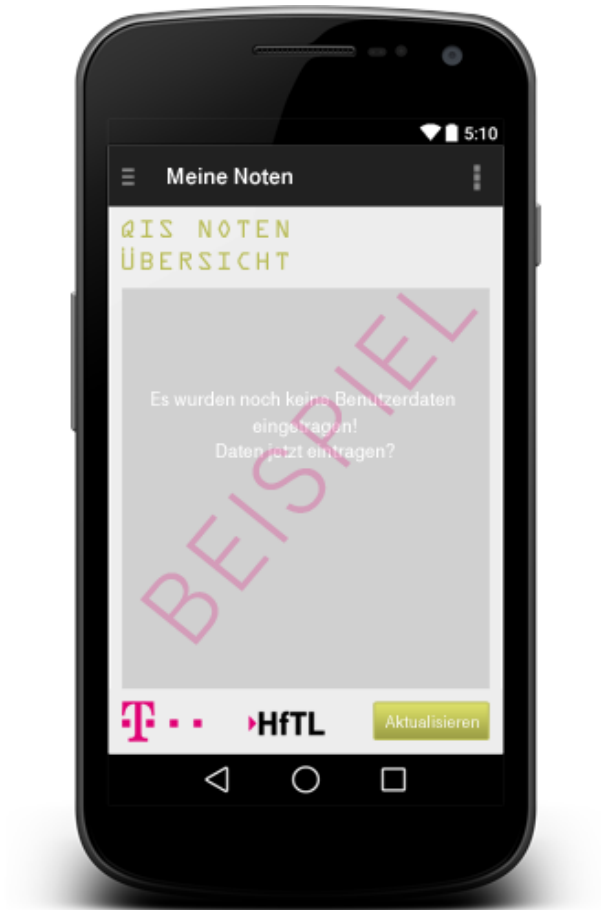 5:10
Meine Noten
QIS NOTEN
ÜBERSICHT
Es wurden noch keine Benutzerdaten
eingetragen!
Daten jetzt eintragen?
BEISPIEL
T
HfTL
Aktualisieren